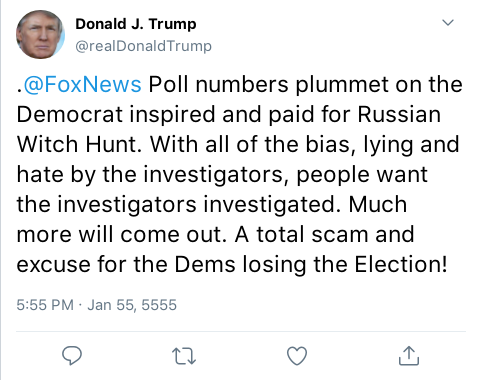 Donald J. Trump
@realDonaldTrump
.@FoxNews Poll numbers plummet on the
Democrat inspired and paid for Russian
Witch Hunt. With all of the bias, lying and
hate by the investigators, people want
the investigators investigated. Much
more will come out. A total scam and
excuse for the Dems losing the Election!
5:55 PM · Jan 55, 5555